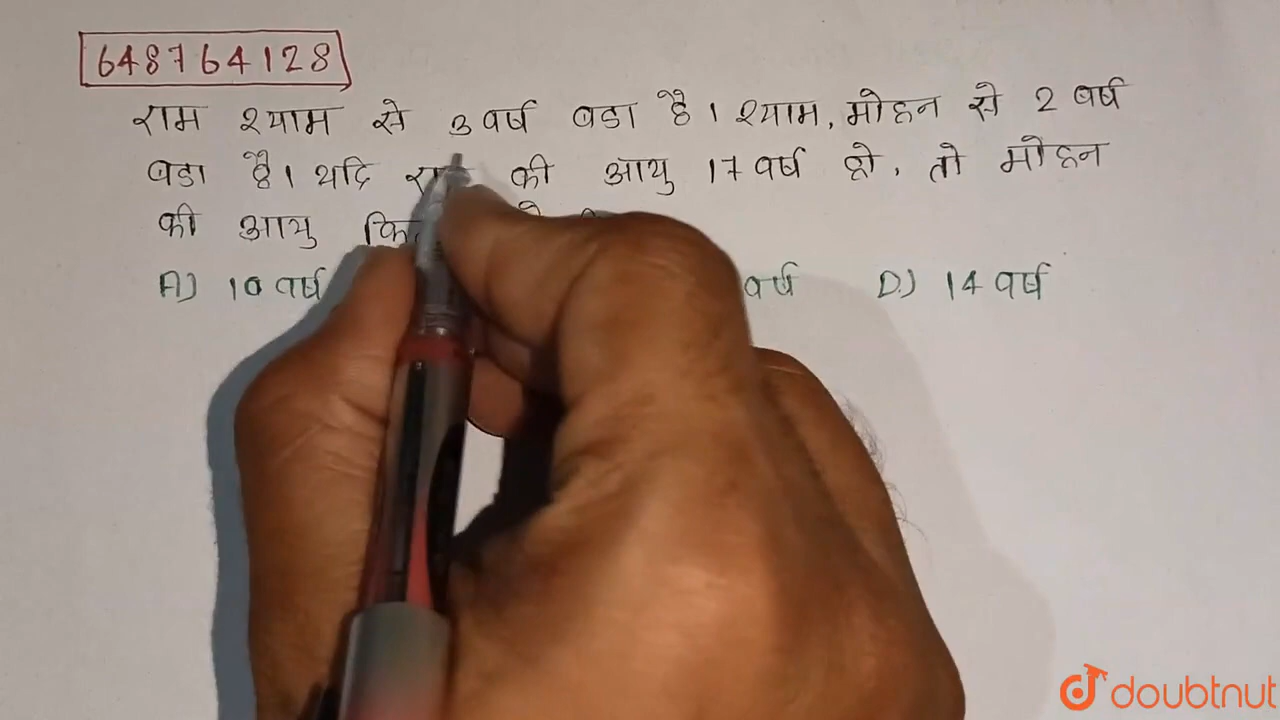 648764128
राम श्याम से 3 वर्ष बडा है। श्याम, मोहन से 2 वर्ष
बडा है। यदि की आयु 17 वर्ष हो, तो मोहन
की आयु
A) 10 वर्ष वर्ष D.) 14 वर्ष
doubtnut